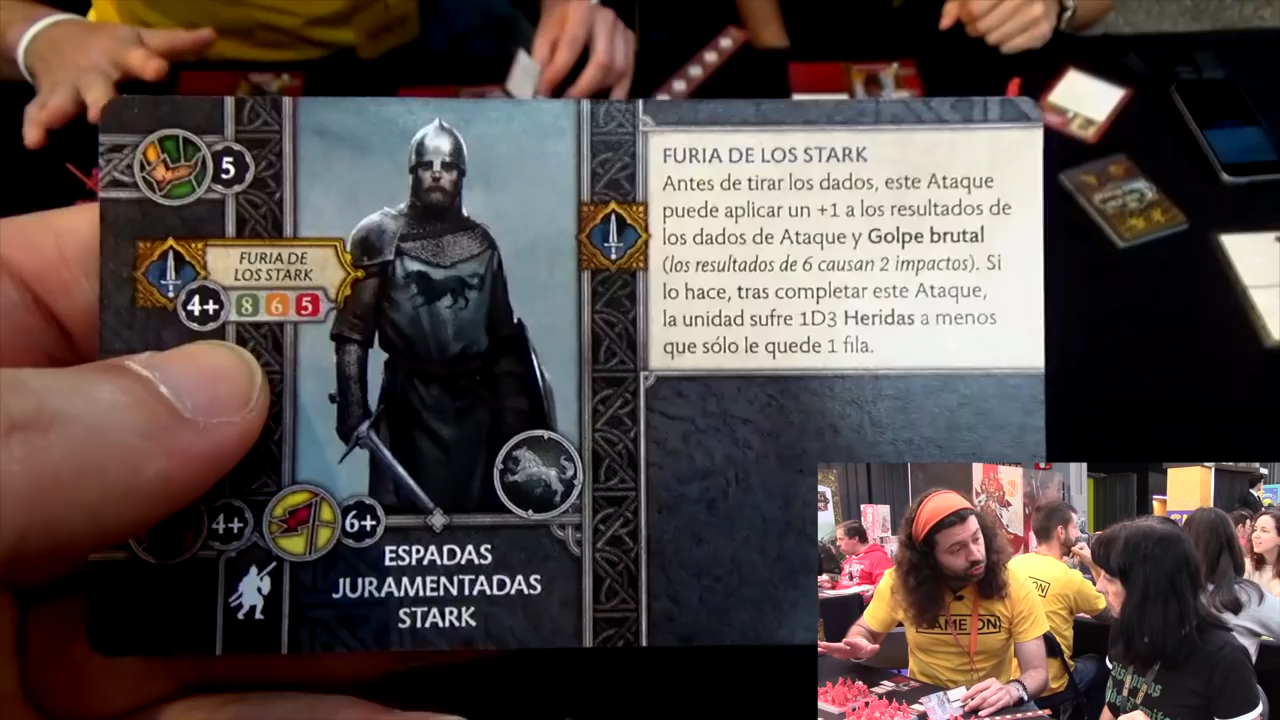 5
FURIA DE
LOS STARK
4+ 8 6 5
4+ 6+
ESPADAS
JURAMENTADAS
STARK
FURIA DE LOS STARK
Antes de tirar los dados, este Ataque
puede aplicar un +1 a los resultados de
los dados de Ataque y Golpe brutal
(los resultados de 6 causan 2 impactos). Si
lo hace, tras completar este Ataque,
la unidad sufre 1D3 Heridas a menos
que sólo le quede 1 fila.
GAME ON